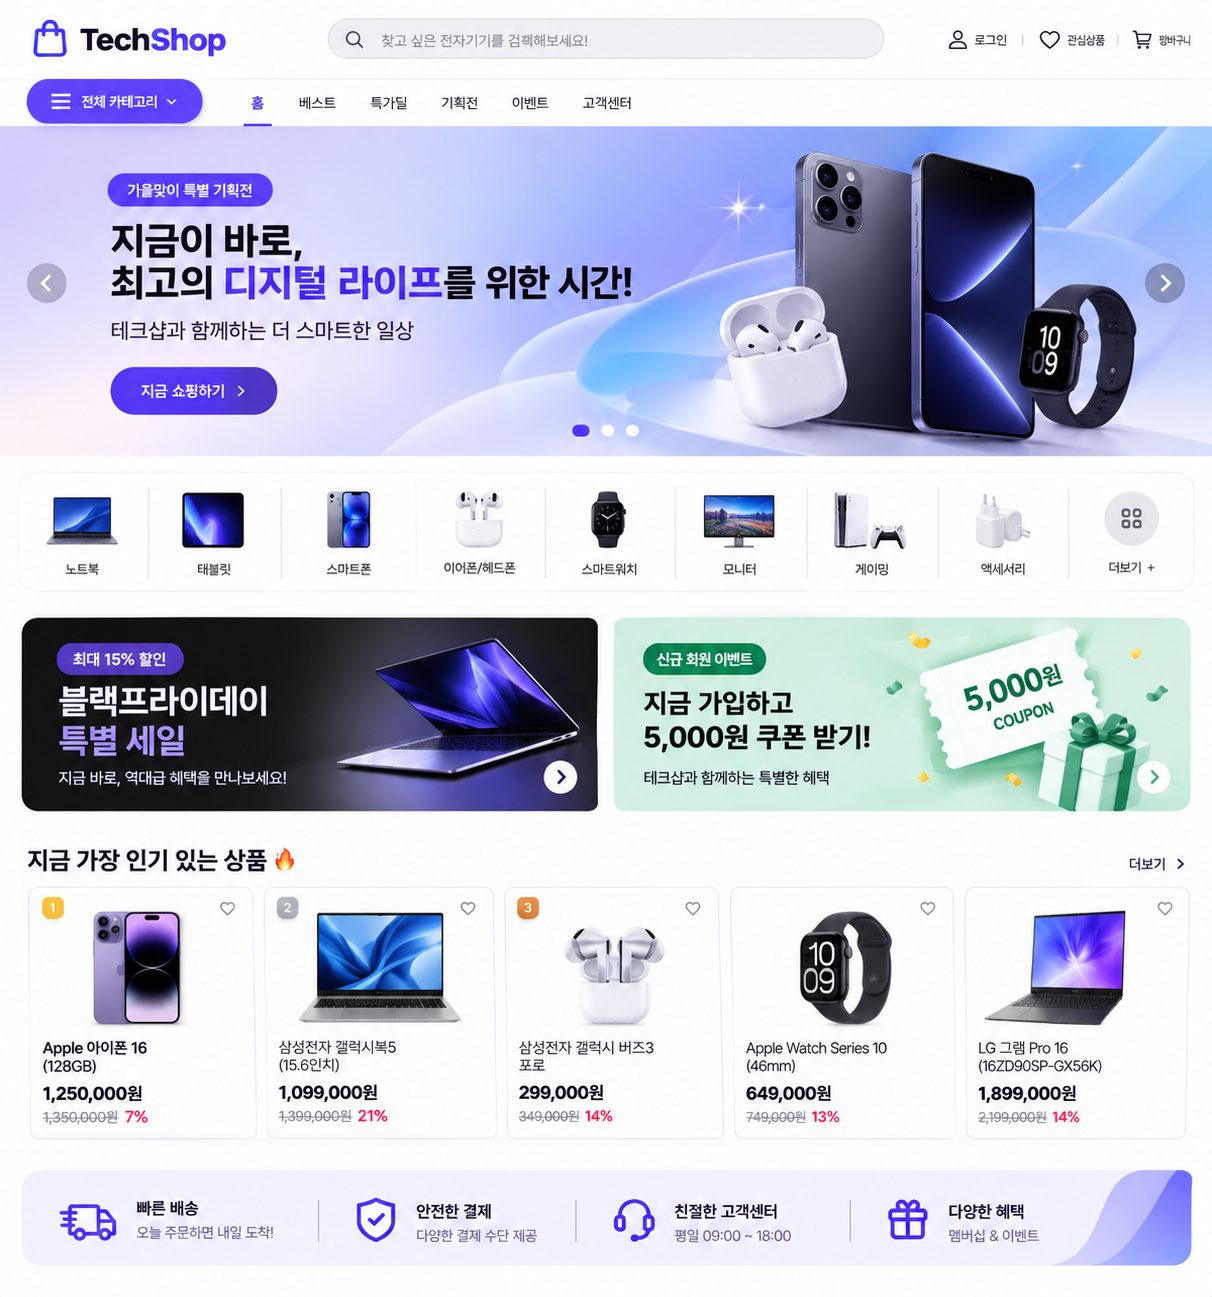 TechShop
찾고 싶은 전자기기를 검색해보세요!
로그인
관심상품
장바구니
전체 카테고리
홈
베스트
특가딜
기획전
이벤트
고객센터
가을맞이 특별 기획전
지금이 바로,
최고의 디지털 라이프를 위한 시간!
테크샵과 함께하는 더 스마트한 일상
지금 쇼핑하기
10
09
노트북
태블릿
스마트폰
이어폰/헤드폰
스마트워치
모니터
게이밍
액세서리
더보기 +
최대 15% 할인
블랙프라이데이
특별 세일
지금 바로, 역대급 혜택을 만나보세요!
신규 회원 이벤트
지금 가입하고
5,000원 쿠폰 받기!
테크샵과 함께하는 특별한 혜택
5,000원
COUPON
지금 가장 인기 있는 상품
더보기
1
Apple 아이폰 16
(128GB)
1,250,000원
1,350,000원 7%
2
삼성전자 갤럭시북5
(15.6인치)
1,099,000원
1,399,000원 21%
3
삼성전자 갤럭시 버즈3
포로
299,000원
349,000원 14%
10
09
Apple Watch Series 10
(46mm)
649,000원
749,000원 13%
LG 그램 Pro 16
(16ZD90SP-GX56K)
1,899,000원
2,199,000원 14%
빠른 배송
오늘 주문하면 내일 도착!
안전한 결제
다양한 결제 수단 제공
친절한 고객센터
평일 09:00 ~ 18:00
다양한 혜택
멤버십 & 이벤트